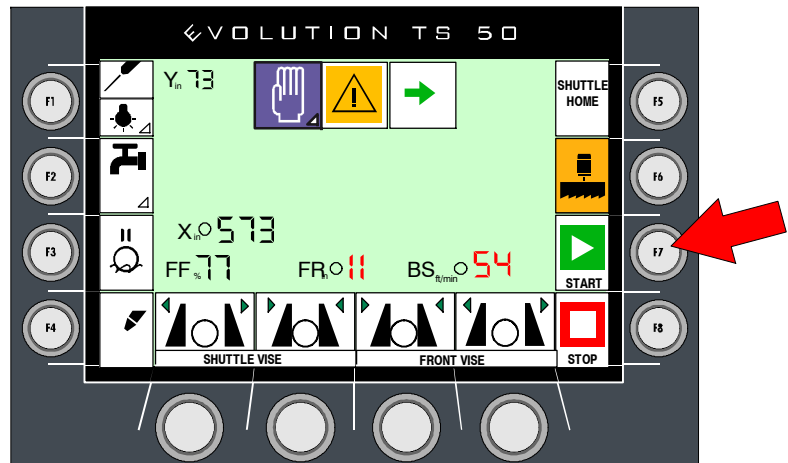 EVOLUTION TS 50
F1
F2
F3
F4
Yin 73
SHUTTLE
HOME
Xin 573
FF% 77
FRin 11
BSft/min 54
START
SHUTTLE VISE
FRONT VISE
STOP
F5
F6
F7
F8